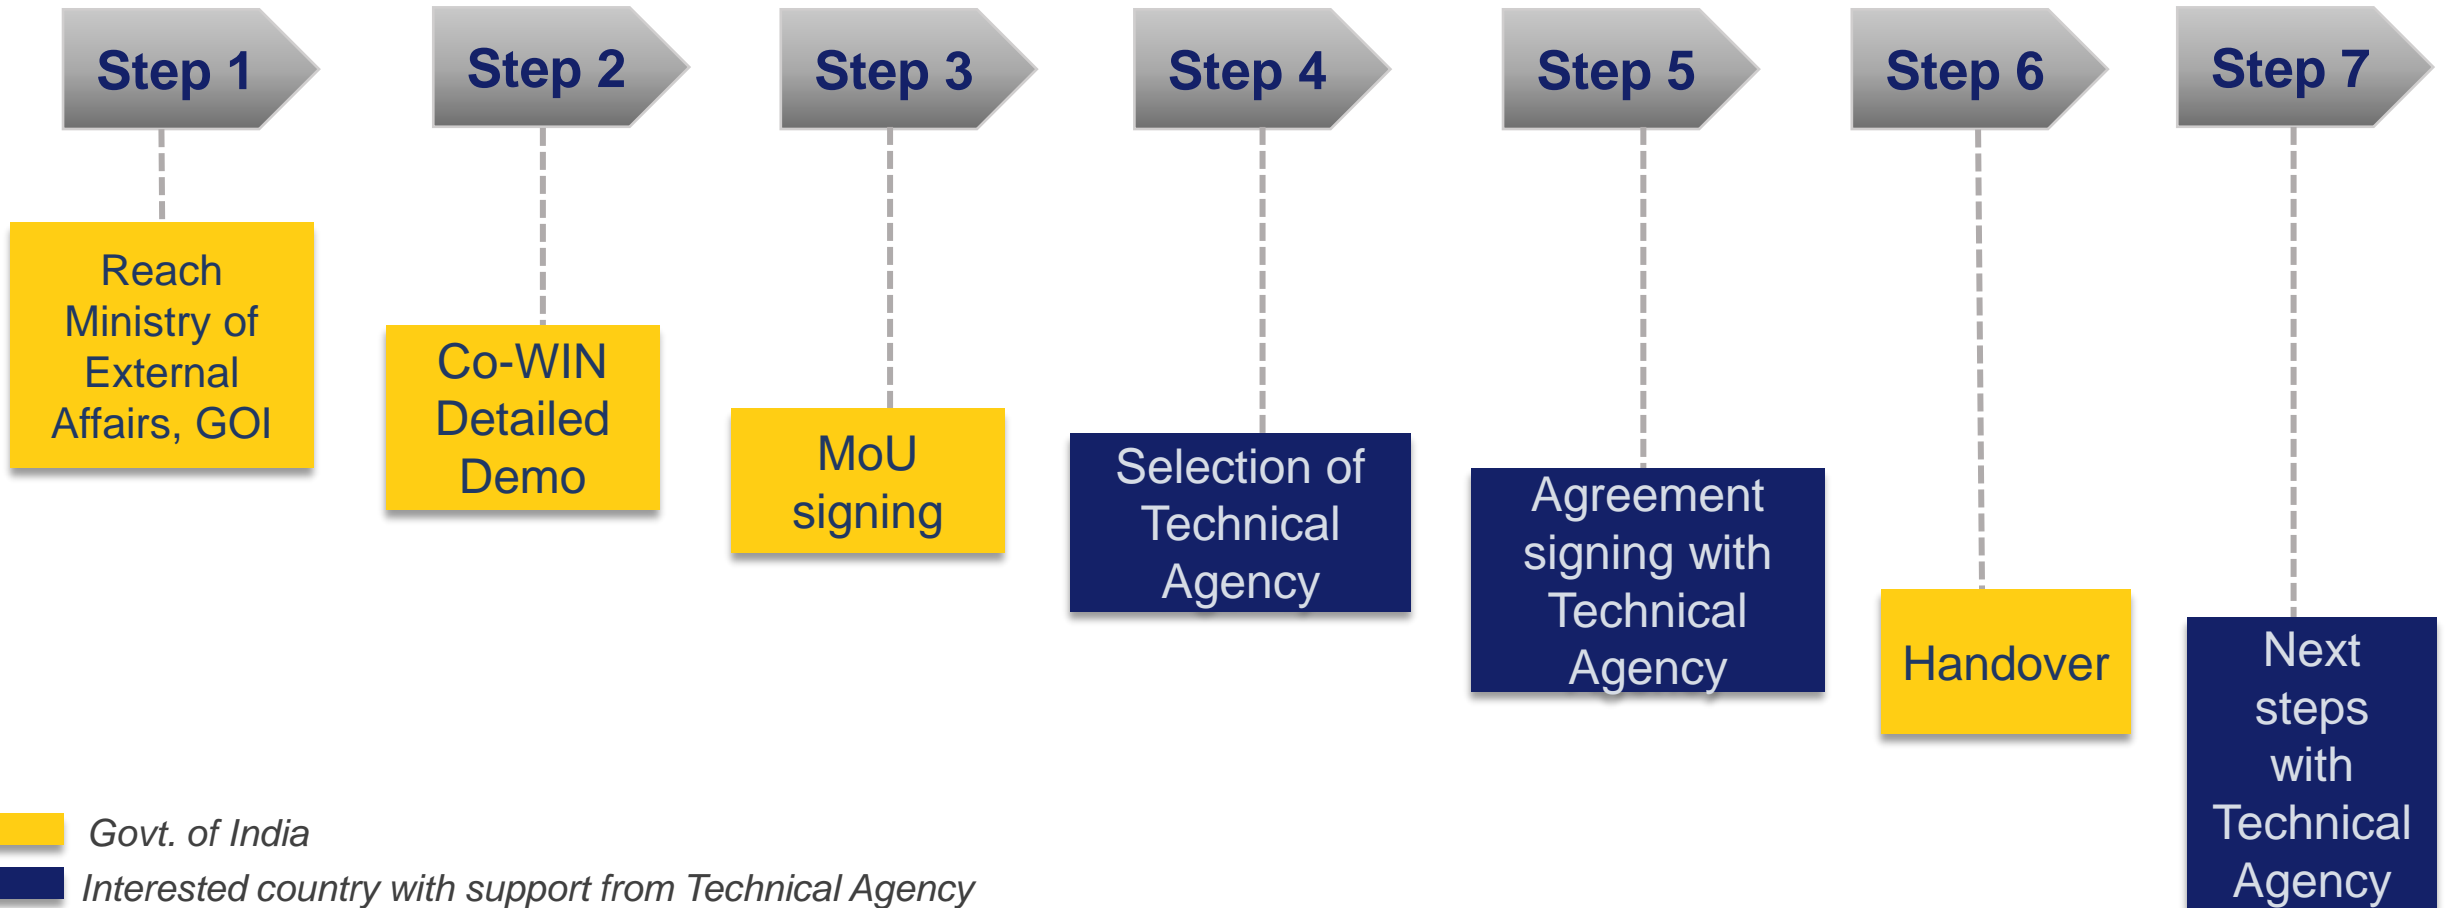 Step 1
Step 2
Step 3
Step 4
Step 5
Step 6
Step 7
Reach
Ministry of
External
Affairs, GOI
Co-WIN
Detailed
Demo
MoU
signing
Selection of
Technical
Agency
Agreement
signing with
Technical
Agency
Handover
Next
steps
with
Technical
Agency
Govt. of India
Interested country with support from Technical Agency